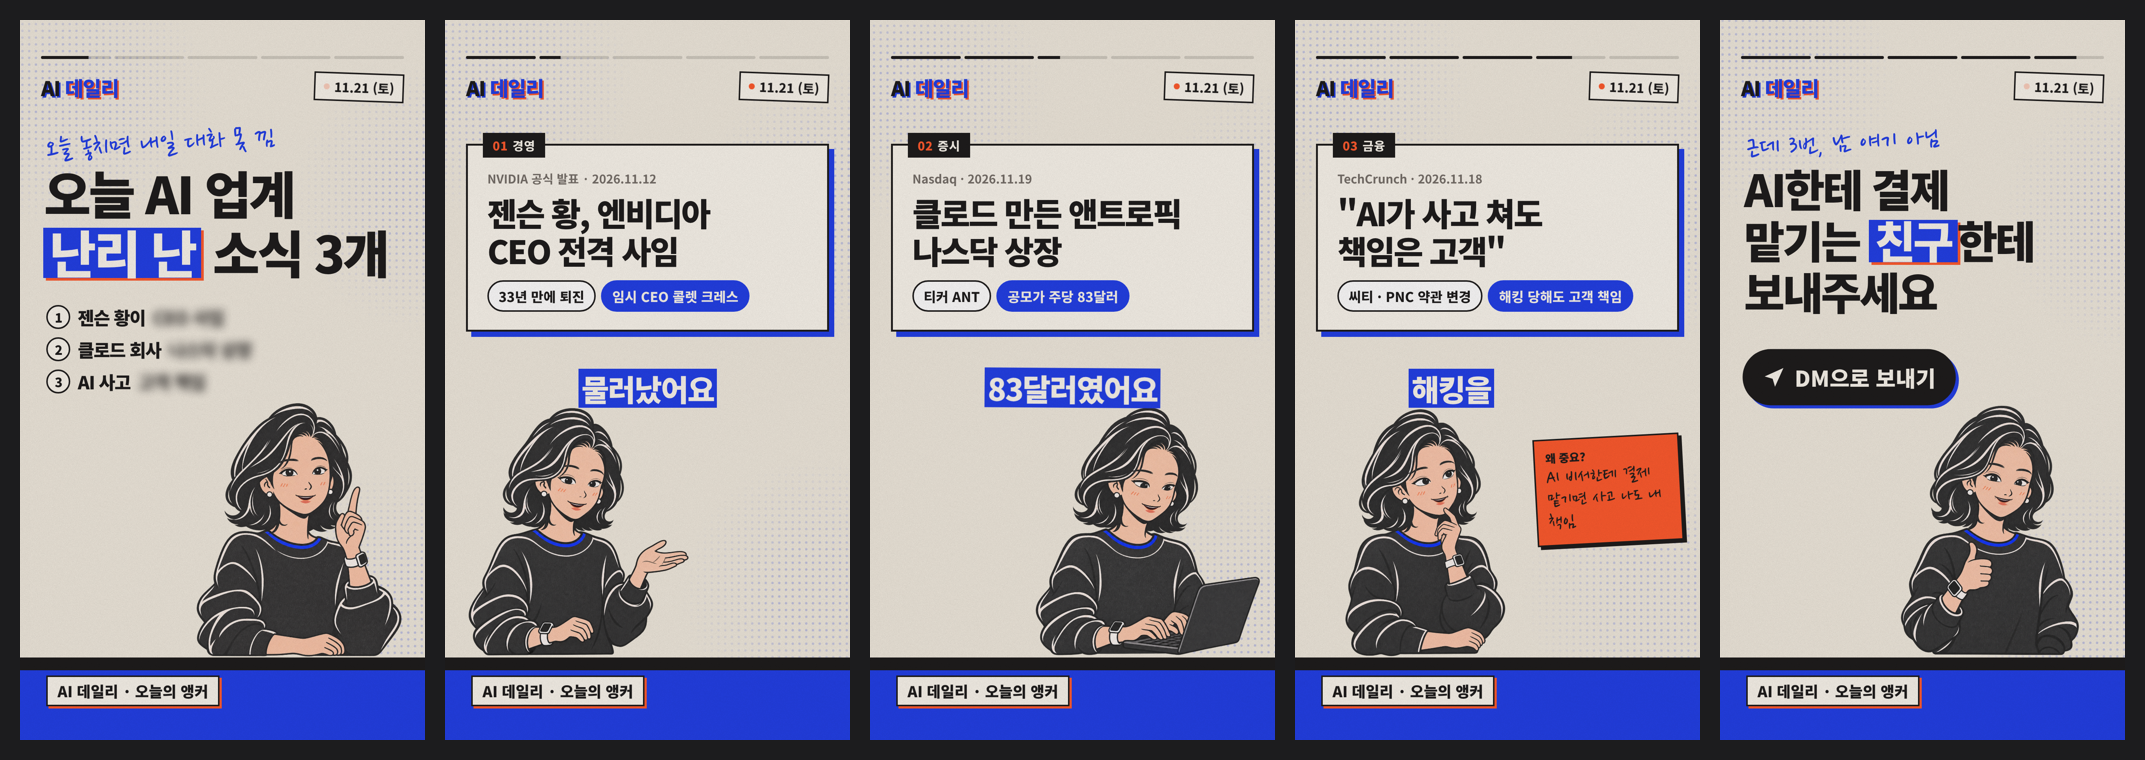 AI 데일리
11.21 (토)
오늘 놓치면 내일 대화 못 낌
오늘 AI 업계
난리 난 소식 3개
1 젠슨 황이
2 클로드 회사
3 AI 사고
AI 데일리 · 오늘의 앵커
AI 데일리
11.21 (토)
01 경영
NVIDIA 공식 발표 · 2026.11.12
젠슨 황, 엔비디아
CEO 전격 사임
33년 만에 퇴진
임시 CEO 콜렛 크레스
물러났어요
AI 데일리 · 오늘의 앵커
AI 데일리
11.21 (토)
02 증시
Nasdaq · 2026.11.19
클로드 만든 앤트로픽
나스닥 상장
티커 ANT
공모가 주당 83달러
83달러였어요
AI 데일리 · 오늘의 앵커
AI 데일리
11.21 (토)
03 금융
TechCrunch · 2026.11.18
"AI가 사고 쳐도
책임은 고객"
씨티 · PNC 약관 변경
해킹 당해도 고객 책임
해킹을
왜 중요?
AI 비서한테 결제
맡기면 사고 나도 내
책임
AI 데일리 · 오늘의 앵커
AI 데일리
11.21 (토)
근데 3번, 남 얘기 아님
AI한테 결제
맡기는 친구한테
보내주세요
DM으로 보내기
AI 데일리 · 오늘의 앵커